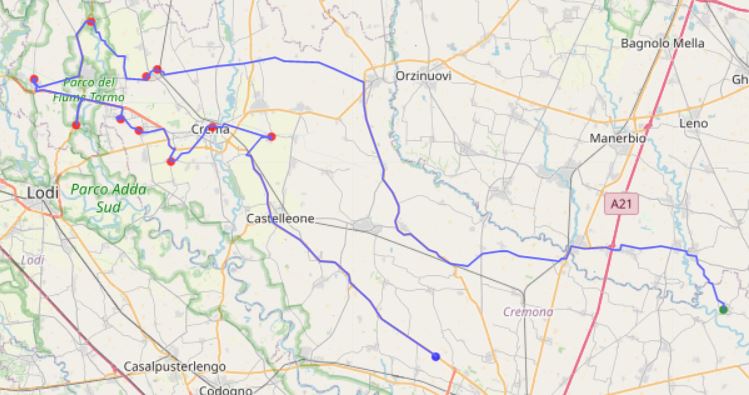 Bagnolo Mella
Orzinuovi
Gh
Parco del
Fiume Tormo
Leno
Crema
Manerbio
Lodi
Parco Adda
Sud
A21
Castelleone
Lodi
Cremona
Casalpusterlengo
Codogno